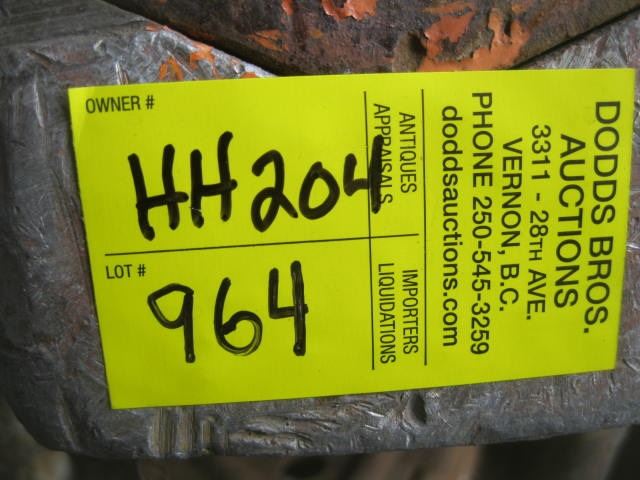 OWNER #
HH204
LOT #
964
DODDS BROS.
AUCTIONS
3311 - 28TH AVE.
VERNON, B.C.
PHONE 250-545-3259
doddsauctions.com
ANTIQUES
APPRAISALS
IMPORTERS
LIQUIDATIONS